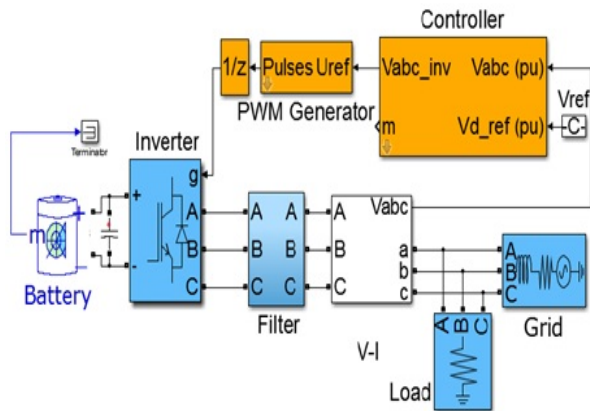 Controller
1/z
Pulses Uref
Vabc_inv
Vabc (pu)
Vref
PWM Generator
m
Vd_ref (pu)
-C-
Terminator
Inverter
g
+
A
A
A
A
Vabc
m
+
B
B
B
B
a
A
b
B
-
-
C
C
C
C
c
C
Battery
Filter
A
B
C
Grid
V-I
Load